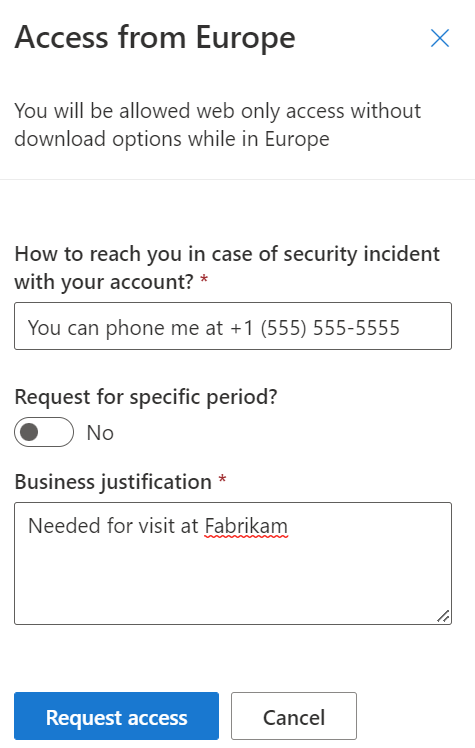 Access from Europe
You will be allowed web only access without
download options while in Europe
How to reach you in case of security incident
with your account? *
You can phone me at +1 (555) 555-5555
Request for specific period?
No
Business justification *
Needed for visit at Fabrikam
Request access
Cancel